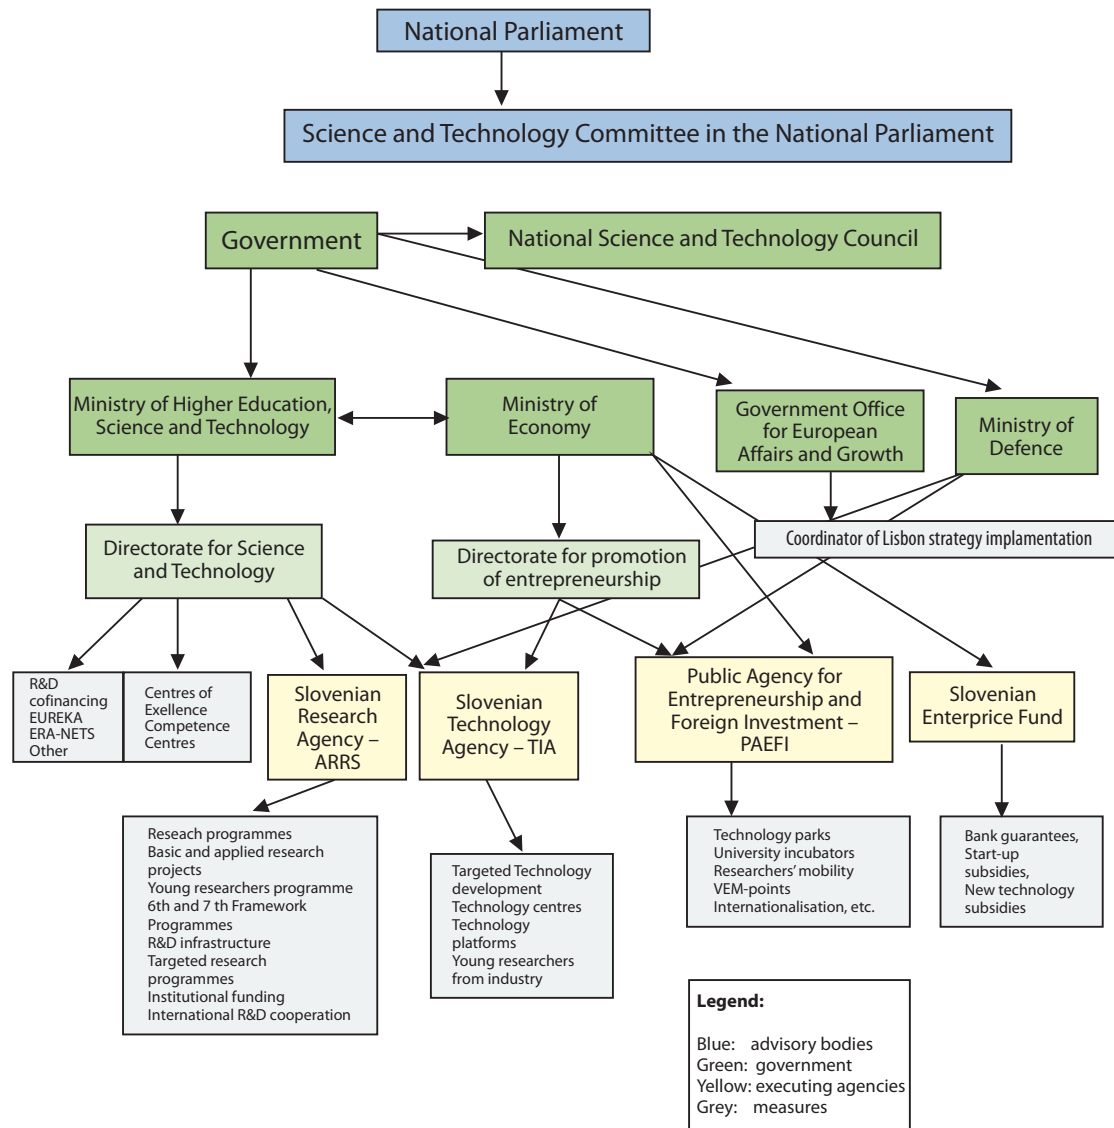 National Parliament
Science and Technology Committee in the National Parliament
Government
National Science and Technology Council
Ministry of Higher Education,
Science and Technology
Ministry of
Economy
Government Office
for European
Affairs and Growth
Ministry of
Defence
Coordinator of Lisbon strategy implamentation
Directorate for Science
and Technology
Directorate for promotion
of entrepreneurship
R&D
cofinancing
EUREKA
ERA-NETS
Other
Centres of
Exellence
Competence
Centres
Slovenian
Research
Agency –
ARRS
Slovenian
Technology
Agency – TIA
Public Agency for
Entrepreneurship and
Foreign Investment –
PAEFI
Slovenian
Enterprice Fund
Reseach programmes
Basic and applied research
projects
Young researchers programme
6th and 7 th Framework
Programmes
R&D infrastructure
Targeted research
programmes
Institutional funding
International R&D cooperation
Targeted Technology
development
Technology centres
Technology
platforms
Young researchers
from industry
Technology parks
University incubators
Researchers’ mobility
VEM-points
Internationalisation, etc.
Bank guarantees,
Start-up
subsidies,
New technology
subsidies
Legend:
Blue: advisory bodies
Green: government
Yellow: executing agencies
Grey: measures